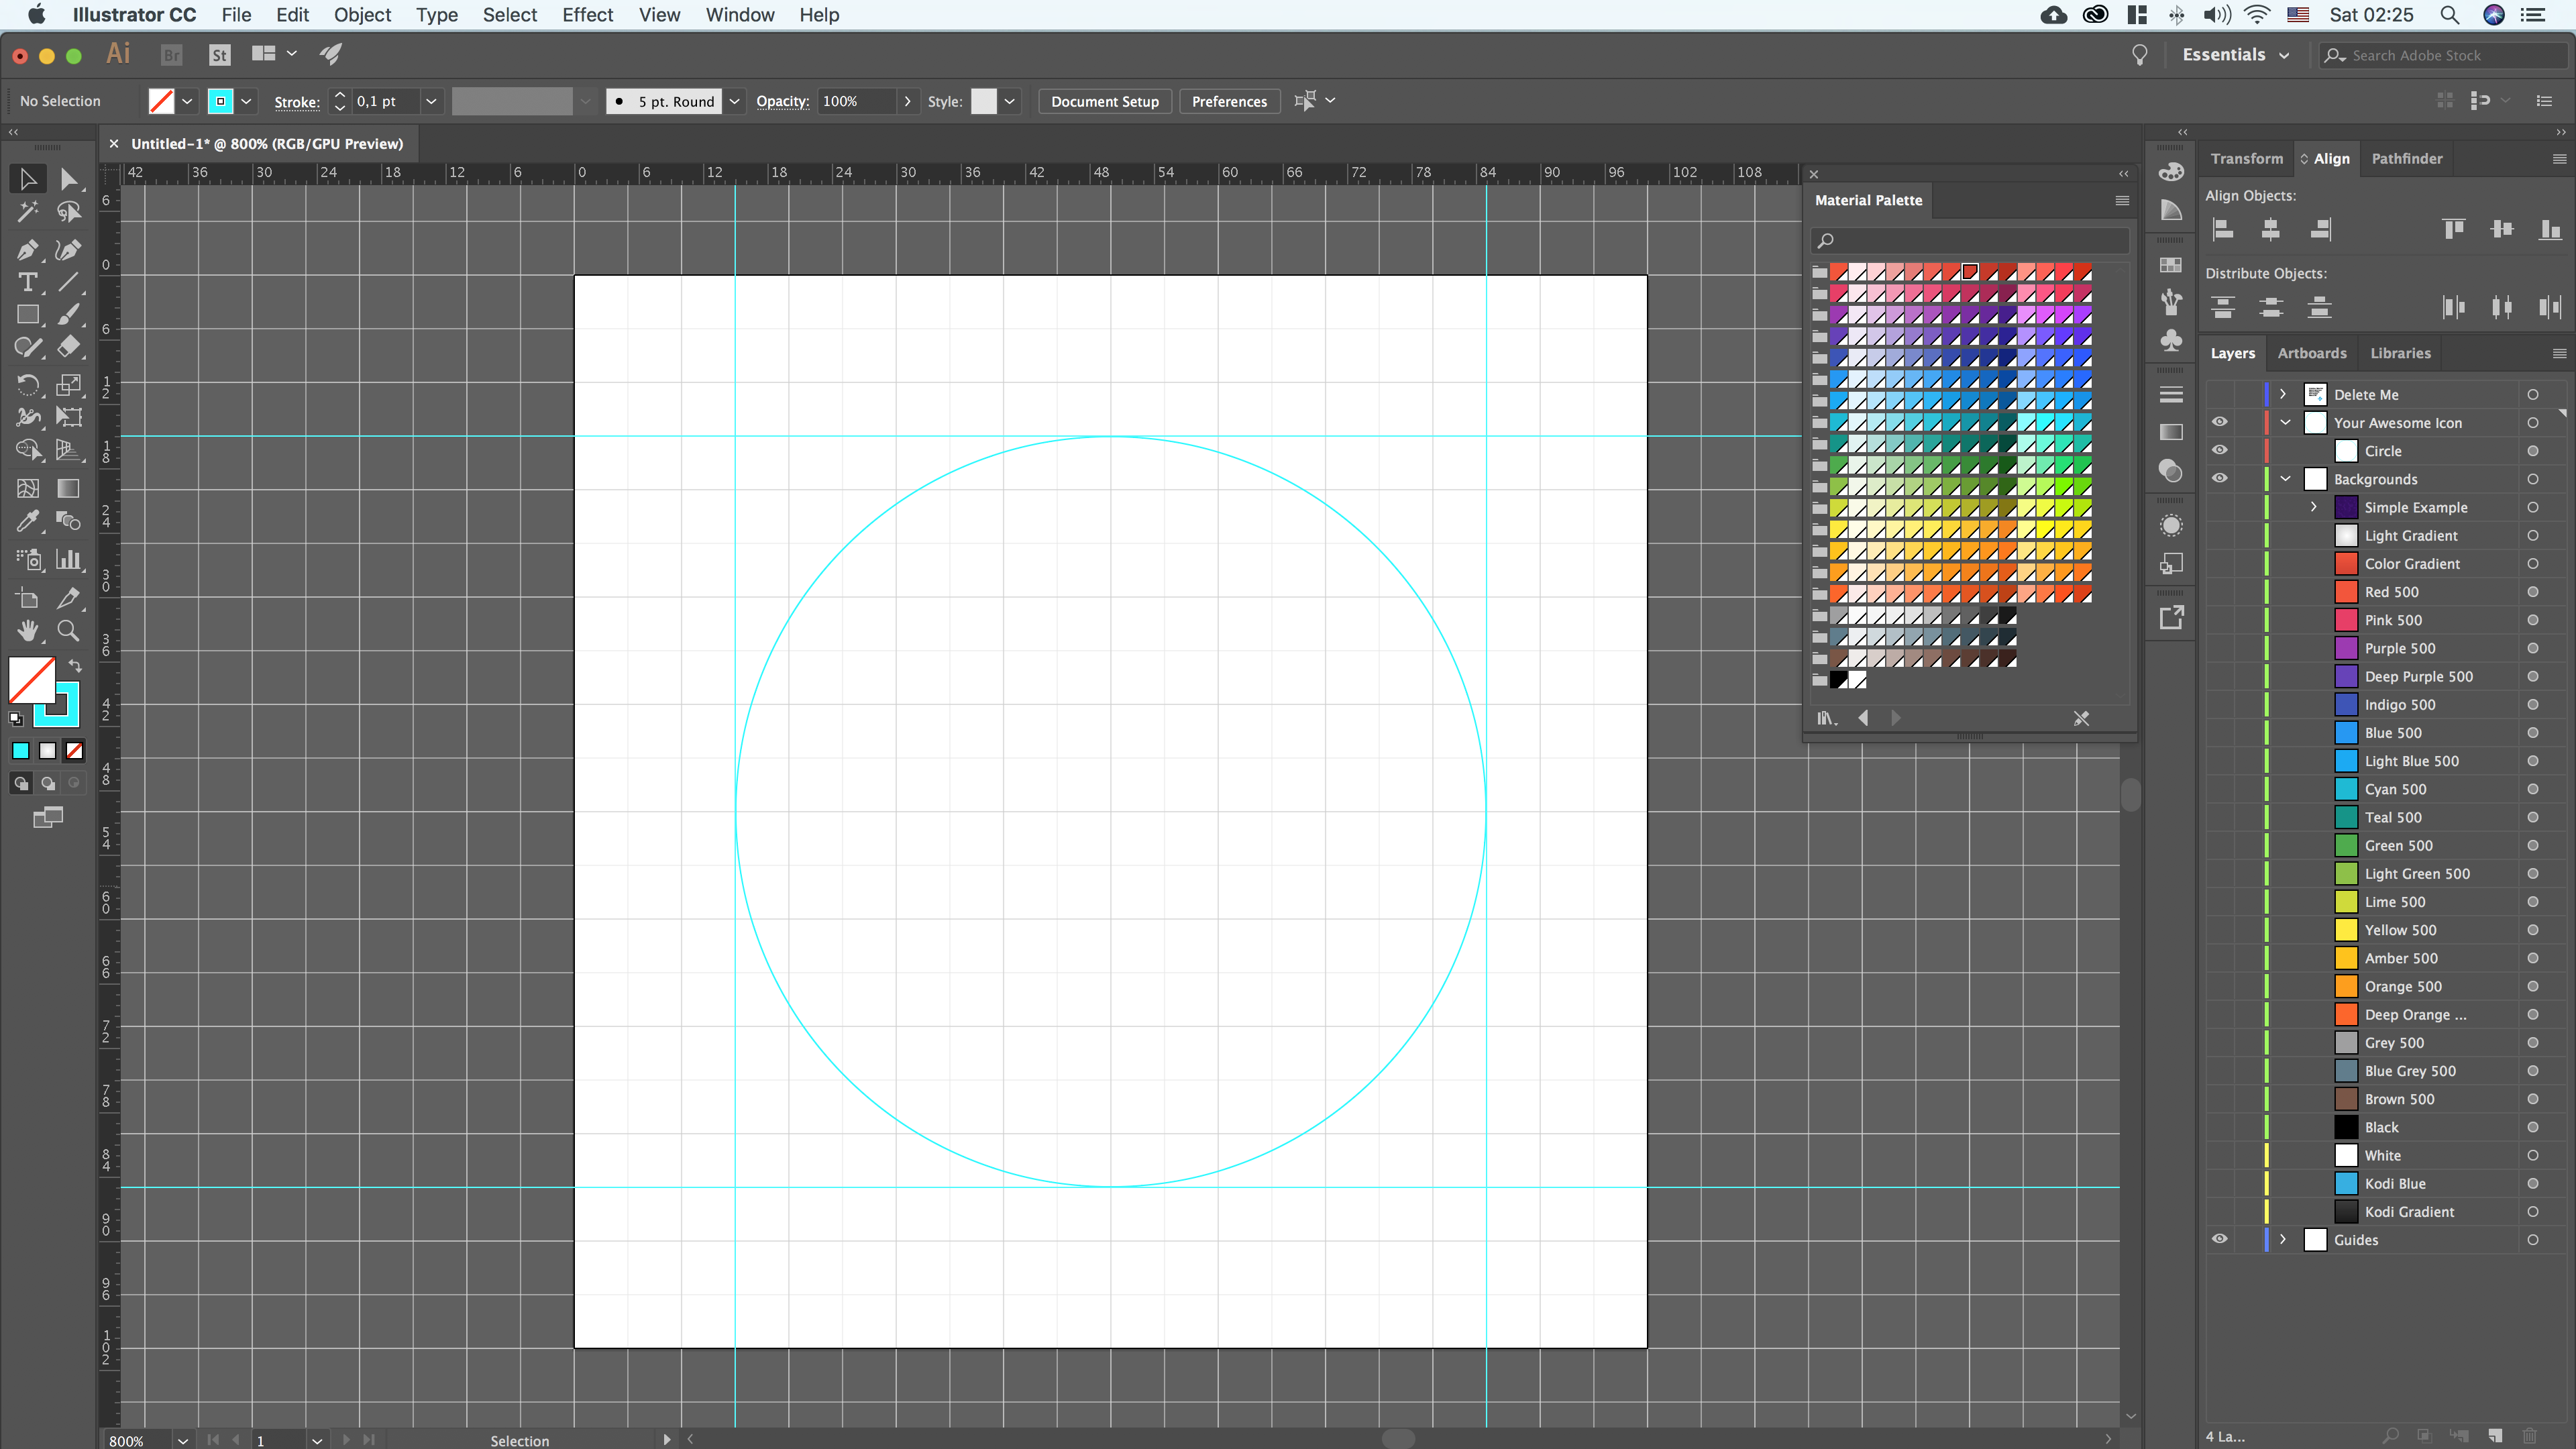 Illustrator CC File Edit Object Type Select Effect View Window Help Sat 02:25
Ai Br St Essentials Search Adobe Stock
No Selection Stroke: 0,1 pt 5 pt. Round Opacity: 100% Style: Document Setup Preferences
Untitled-1* @ 800% (RGB/GPU Preview)
42 36 30 24 18 12 6 0 6 12 18 24 30 36 42 48 54 60 66 72 78 84 90 96 102 108
6
0
6
12
18
24
30
36
42
48
54
60
66
72
78
84
90
96
102
Material Palette
Transform Align Pathfinder
Align Objects:
Distribute Objects:
Layers Artboards Libraries
Delete Me
Your Awesome Icon
Circle
Backgrounds
Simple Example
Light Gradient
Color Gradient
Red 500
Pink 500
Purple 500
Deep Purple 500
Indigo 500
Blue 500
Light Blue 500
Cyan 500
Teal 500
Green 500
Light Green 500
Lime 500
Yellow 500
Amber 500
Orange 500
Deep Orange ...
Grey 500
Blue Grey 500
Brown 500
Black
White
Kodi Blue
Kodi Gradient
Guides
800% 1 Selection
4 La...